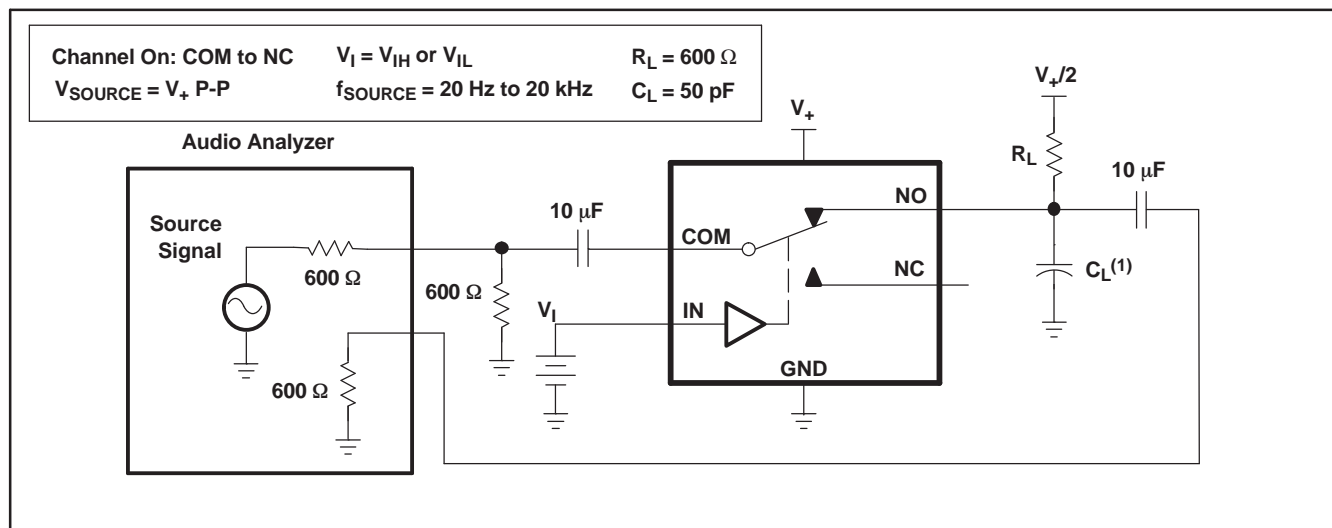 Channel On: COM to NC V_I = V_IH or V_IL R_L = 600 Ω
V_SOURCE = V_+ P-P f_SOURCE = 20 Hz to 20 kHz C_L = 50 pF
Audio Analyzer
Source
Signal
600 Ω
600 Ω
600 Ω
10 μF
V_I
V_+
COM
IN
NO
NC
GND
V_+/2
R_L
10 μF
C_L(1)